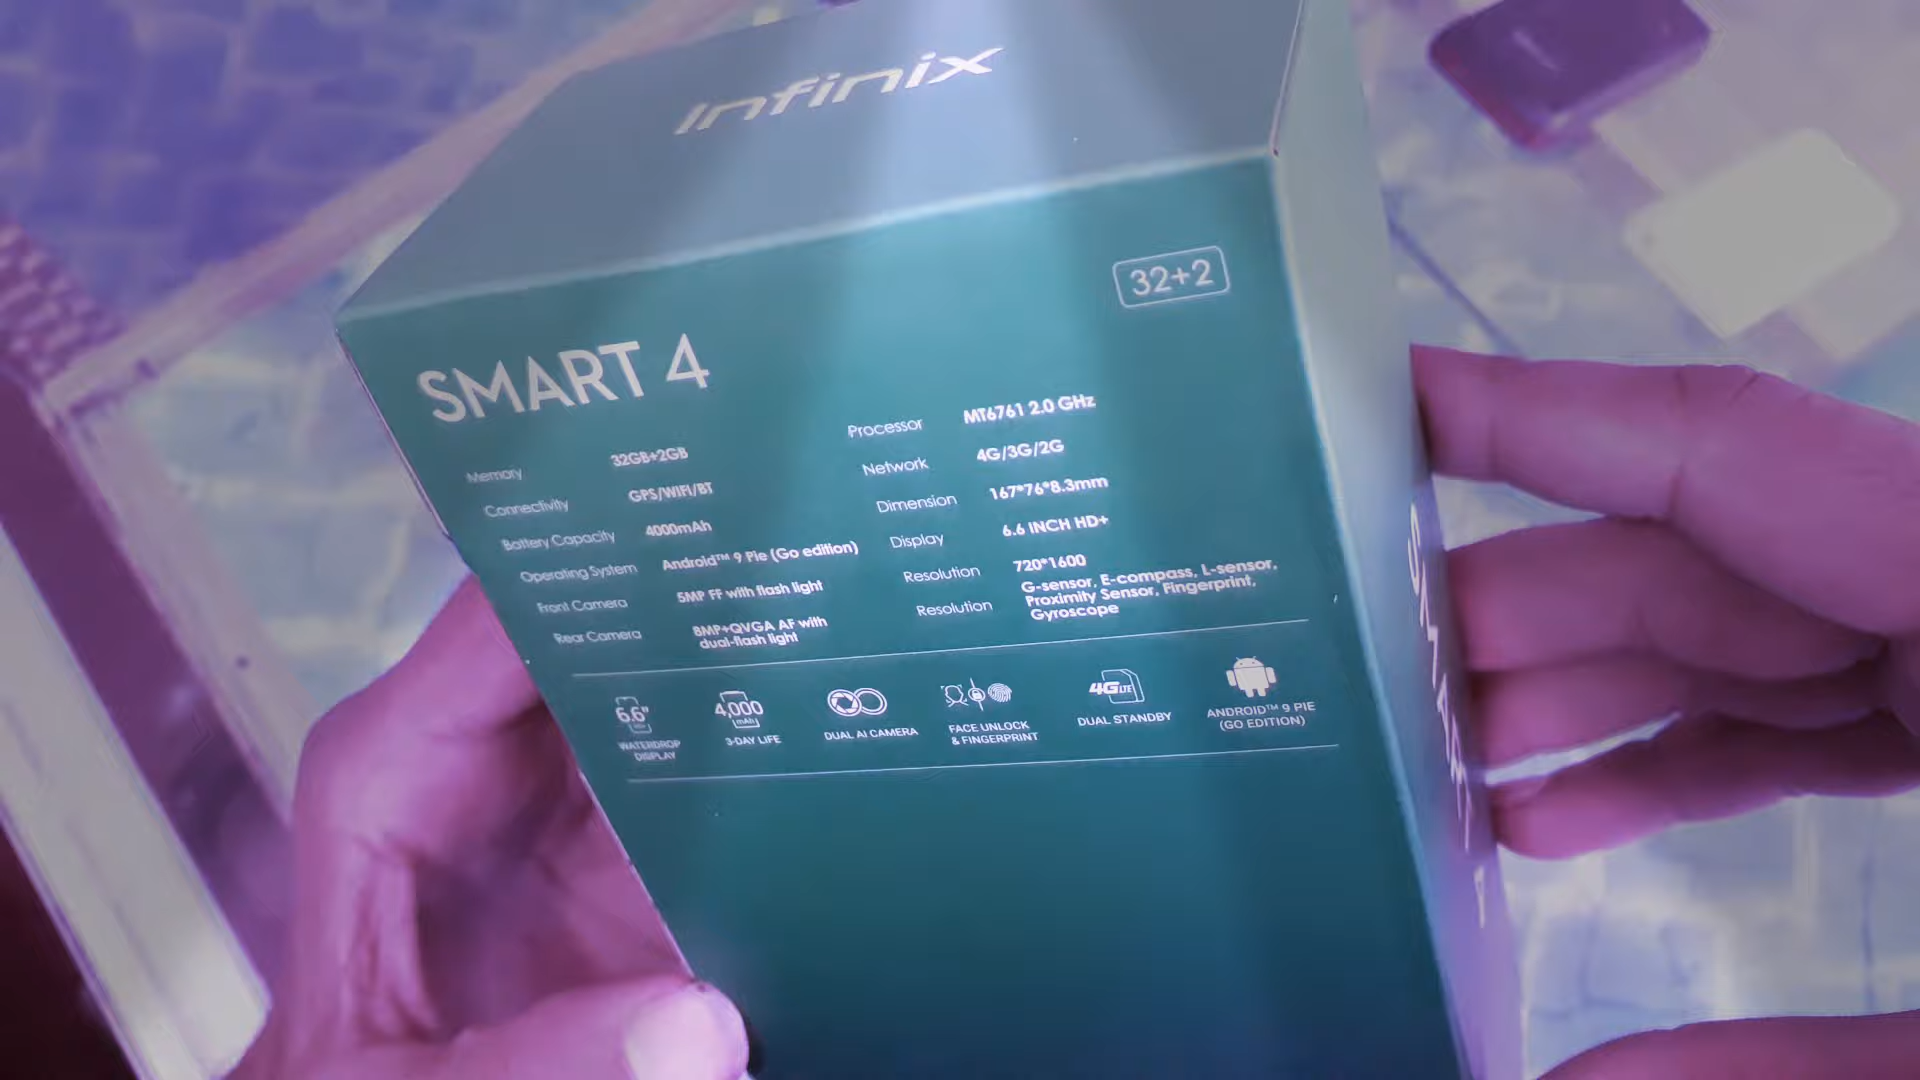 Infinix
32+2
SMART 4
Memory 32GB+2GB
Connectivity GPS/WIFI/BT
Battery Capacity 4000mAh
Operating System Android™ 9 Pie (Go edition)
Front Camera 5MP FF with flash light
Rear Camera 8MP+QVGA AF with
dual-flash light
Processor MT6761 2.0 GHz
Network 4G/3G/2G
Dimension 167*76*8.3mm
Display 6.6 INCH HD+
Resolution 720*1600
Resolution G-sensor, E-compass, L-sensor,
Proximity Sensor, Fingerprint,
Gyroscope
6.6"
WATERDROP
DISPLAY
4,000
mAh
3-DAY LIFE
DUAL AI CAMERA
FACE UNLOCK
& FINGERPRINT
4G LTE
DUAL STANDBY
ANDROID™ 9 PIE
(GO EDITION)
SMART